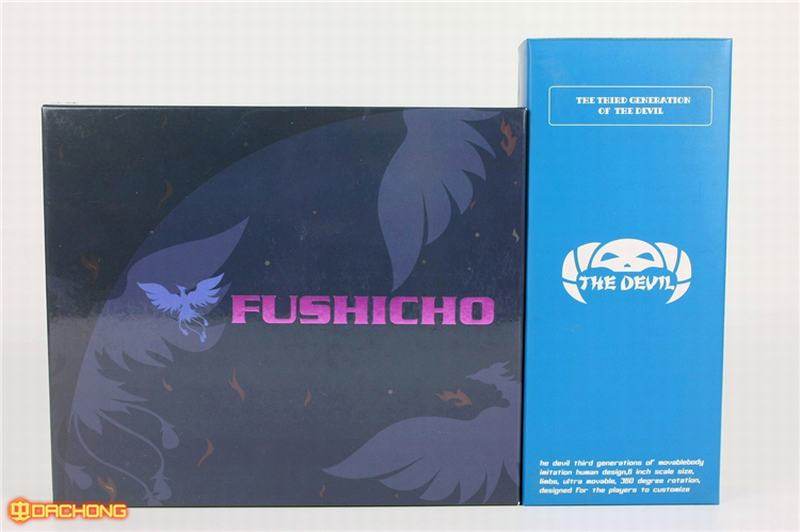 FUSHICHO
THE THIRD GENERATION
OF THE DEVIL
THE DEVIL
he devil third generations of movablebody
imitation human design,6 inch scale size,
limbs, ultra movable, 360 degree rotation,
designed for the players to customize
DACHONG